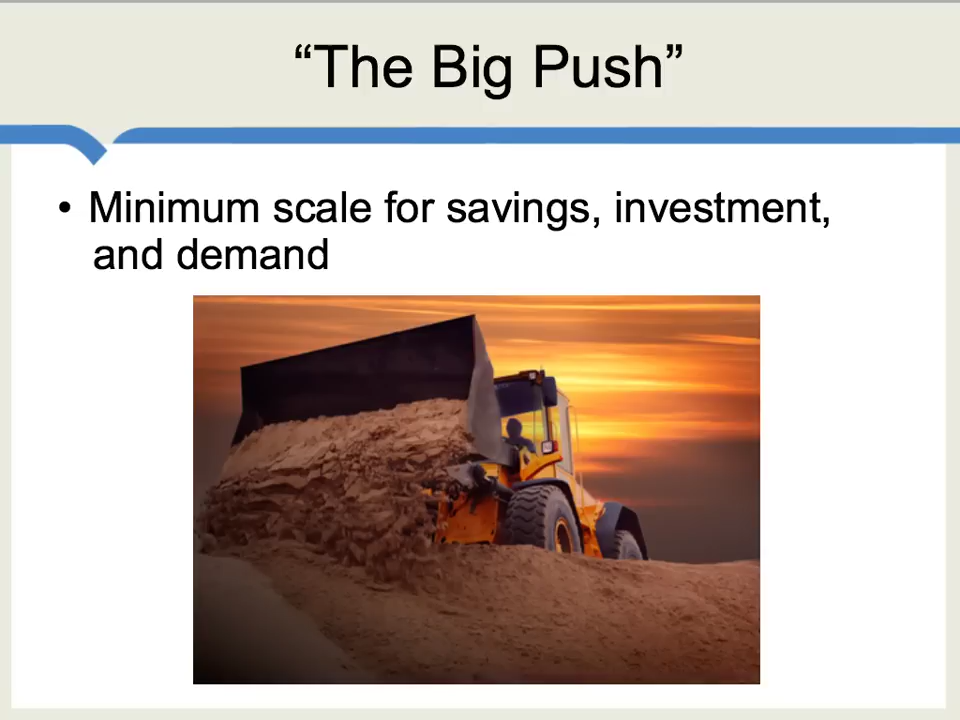 “The Big Push”
• Minimum scale for savings, investment,
and demand